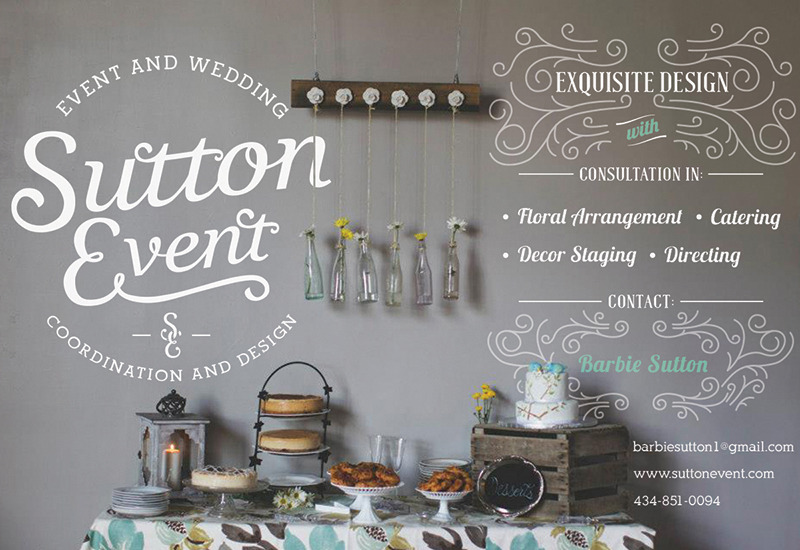 EVENT AND WEDDING
Sutton
Event
S
E
COORDINATION AND DESIGN
EXQUISITE DESIGN
with
CONSULTATION IN:
• Floral Arrangement • Catering
• Decor Staging • Directing
CONTACT:
Barbie Sutton
barbiesutton1@gmail.com
www.suttonevent.com
434-851-0094
Desserts